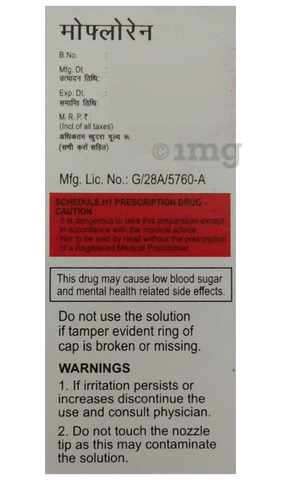 मोफ्लोरेन
B.No. :
Mfg. Dt. :
उत्पादन तिथि:
Exp. Dt. :
समाप्ति तिथि:
M. R. P. ₹ :
(Incl.of all taxes)
अधिकतम खुदरा मूल्य रू.
(सभी करों सहित)
1mg
Mfg. Lic. No.: G/28A/5760-A
SCHEDULE H1 PRESCRIPTION DRUG -
CAUTION
- It is dangerous to take this preparation except
in accordance with the medical advice.
- Not to be sold by retail without the prescription
of a Registered Medical Practitioner.
This drug may cause low blood sugar
and mental health related side effects.
Do not use the solution
if tamper evident ring of
cap is broken or missing.
WARNINGS
1. If irritation persists or
increases discontinue the
use and consult physician.
2. Do not touch the nozzle
tip as this may contaminate
the solution.